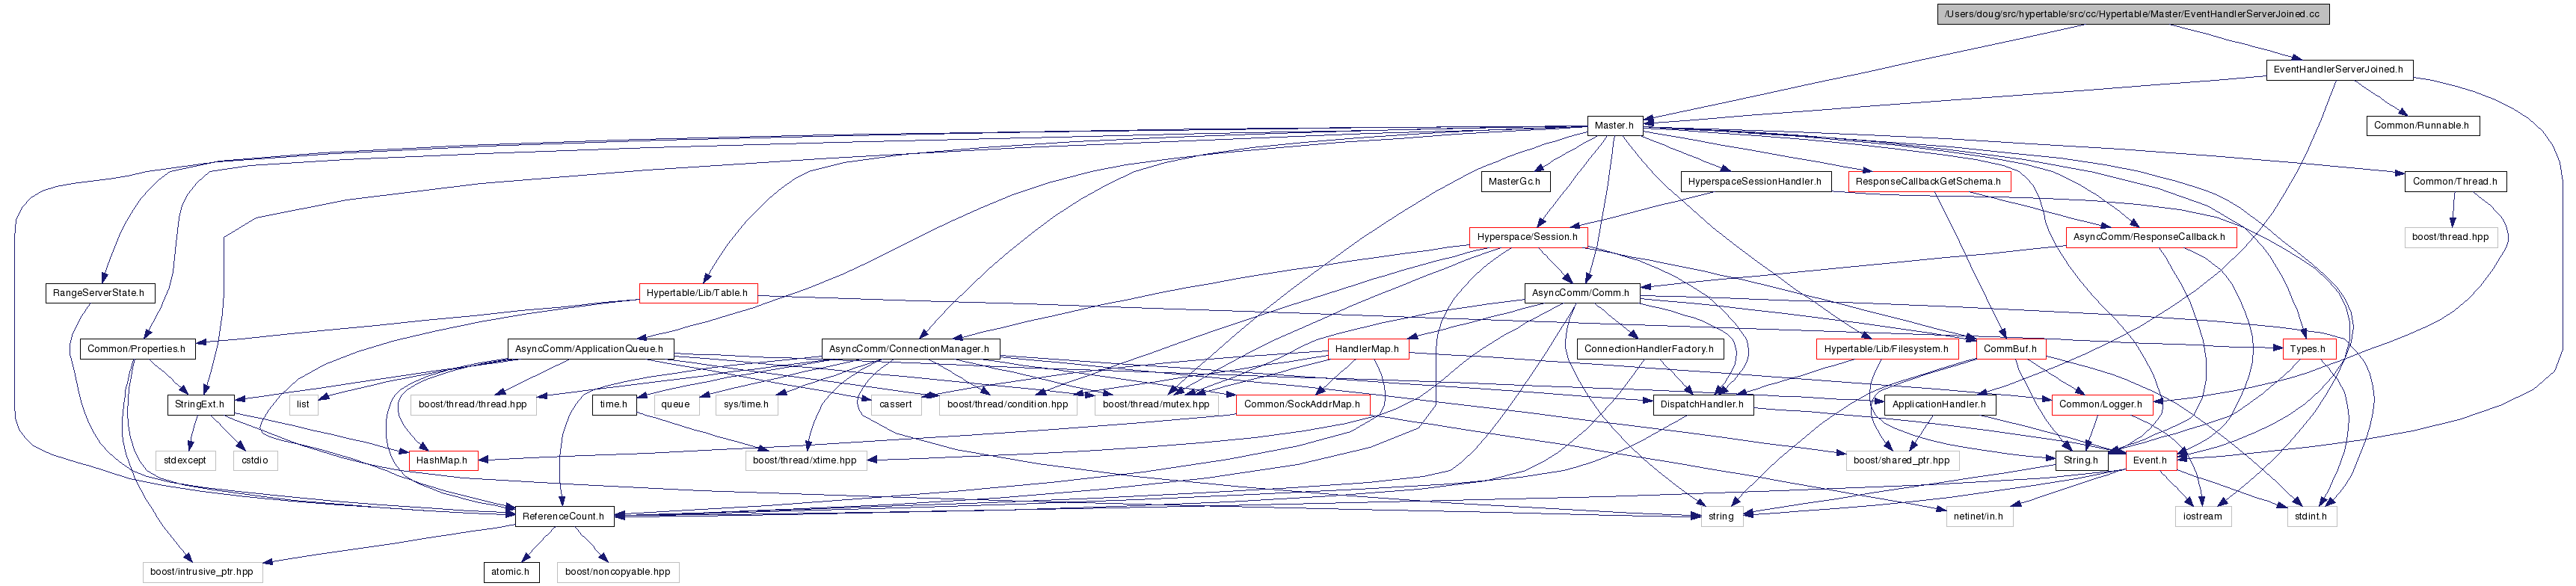 /Users/doug/src/hypertable/src/cc/Hypertable/Master/EventHandlerServerJoined.cc
EventHandlerServerJoined.h
Master.h
Common/Runnable.h
MasterGc.h
HyperspaceSessionHandler.h
ResponseCallbackGetSchema.h
Common/Thread.h
Hyperspace/Session.h
AsyncComm/ResponseCallback.h
boost/thread.hpp
RangeServerState.h
Hypertable/Lib/Table.h
AsyncComm/Comm.h
Common/Properties.h
AsyncComm/ApplicationQueue.h
AsyncComm/ConnectionManager.h
HandlerMap.h
ConnectionHandlerFactory.h
Hypertable/Lib/Filesystem.h
CommBuf.h
Types.h
StringExt.h
list
boost/thread/thread.hpp
time.h
queue
sys/time.h
cassert
boost/thread/condition.hpp
boost/thread/mutex.hpp
Common/SockAddrMap.h
DispatchHandler.h
ApplicationHandler.h
Common/Logger.h
stdexcept
cstdio
HashMap.h
boost/thread/xtime.hpp
boost/shared_ptr.hpp
String.h
Event.h
ReferenceCount.h
string
netinet/in.h
iostream
stdint.h
boost/intrusive_ptr.hpp
atomic.h
boost/noncopyable.hpp